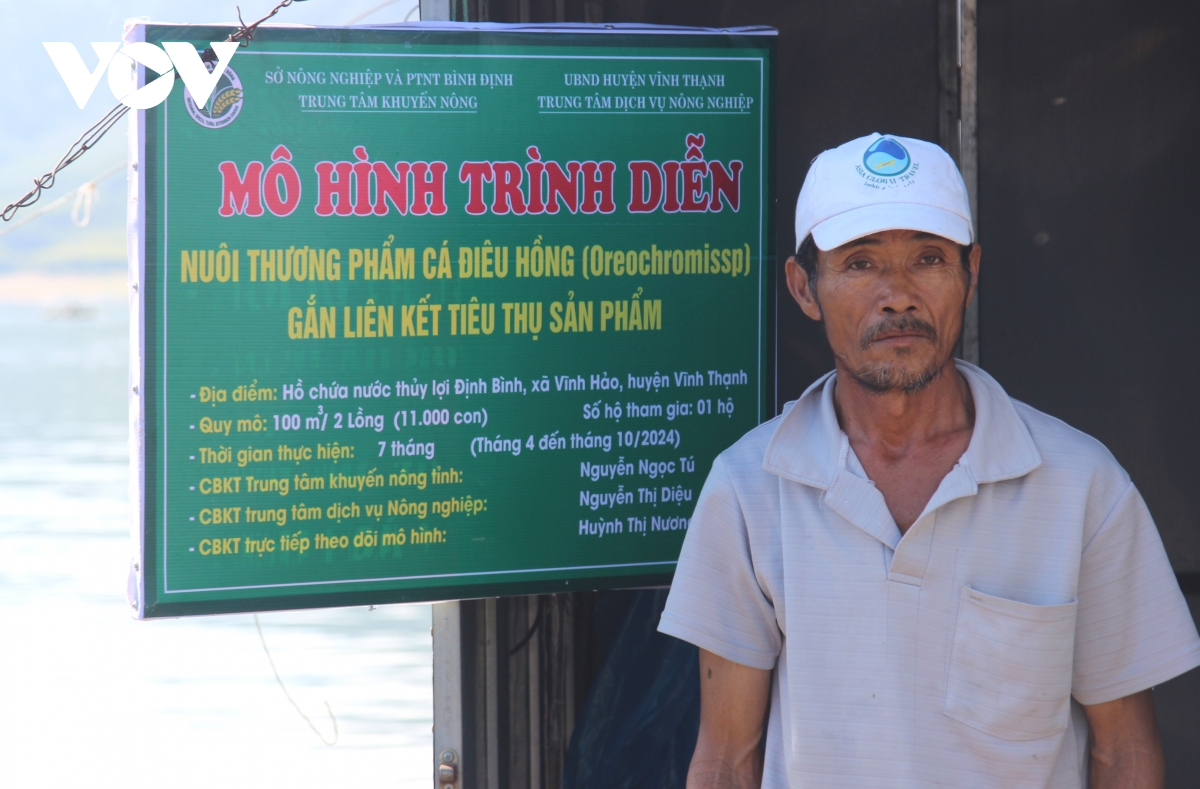 VOV
SỞ NÔNG NGHIỆP VÀ PTNT BÌNH ĐỊNH
TRUNG TÂM KHUYẾN NÔNG
UBND HUYỆN VĨNH THẠNH
TRUNG TÂM DỊCH VỤ NÔNG NGHIỆP
MÔ HÌNH TRÌNH DIỄN
NUÔI THƯƠNG PHẨM CÁ ĐIÊU HỒNG (Oreochromissp)
GẮN LIÊN KẾT TIÊU THỤ SẢN PHẨM
- Địa điểm: Hồ chứa nước thủy lợi Định Bình, xã Vĩnh Hảo, huyện Vĩnh Thạnh
- Quy mô: 100 m³/ 2 Lồng (11.000 con) Số hộ tham gia: 01 hộ
- Thời gian thực hiện: 7 tháng (Tháng 4 đến tháng 10/2024)
- CBKT Trung tâm khuyến nông tỉnh: Nguyễn Ngọc Tú
- CBKT trung tâm dịch vụ Nông nghiệp: Nguyễn Thị Diệu
- CBKT trực tiếp theo dõi mô hình: Huỳnh Thị Nương
ASIA GLOBAL TRAVEL